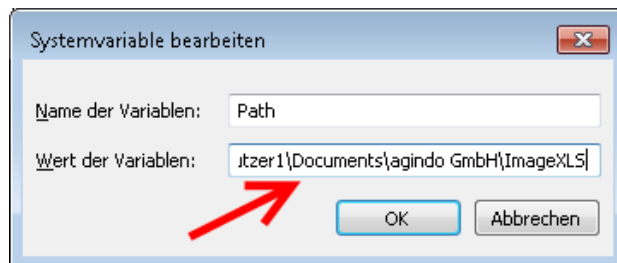 Systemvariable bearbeiten
Name der Variablen: Path
Wert der Variablen: utzer1\Documents\agindo GmbH\ImageXLS
OK Abbrechen